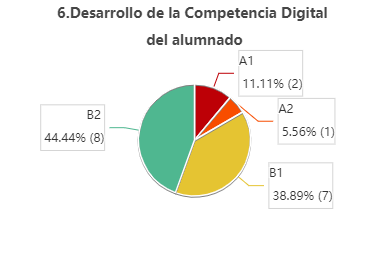 6.Desarrollo de la Competencia Digital
del alumnado
A1
11.11% (2)
A2
5.56% (1)
B2
44.44% (8)
B1
38.89% (7)